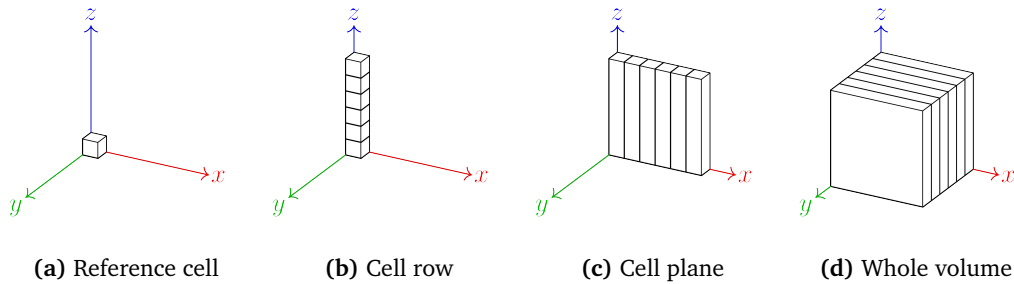 z
x
y
z
x
y
z
x
y
z
x
y
(a) Reference cell
(b) Cell row
(c) Cell plane
(d) Whole volume